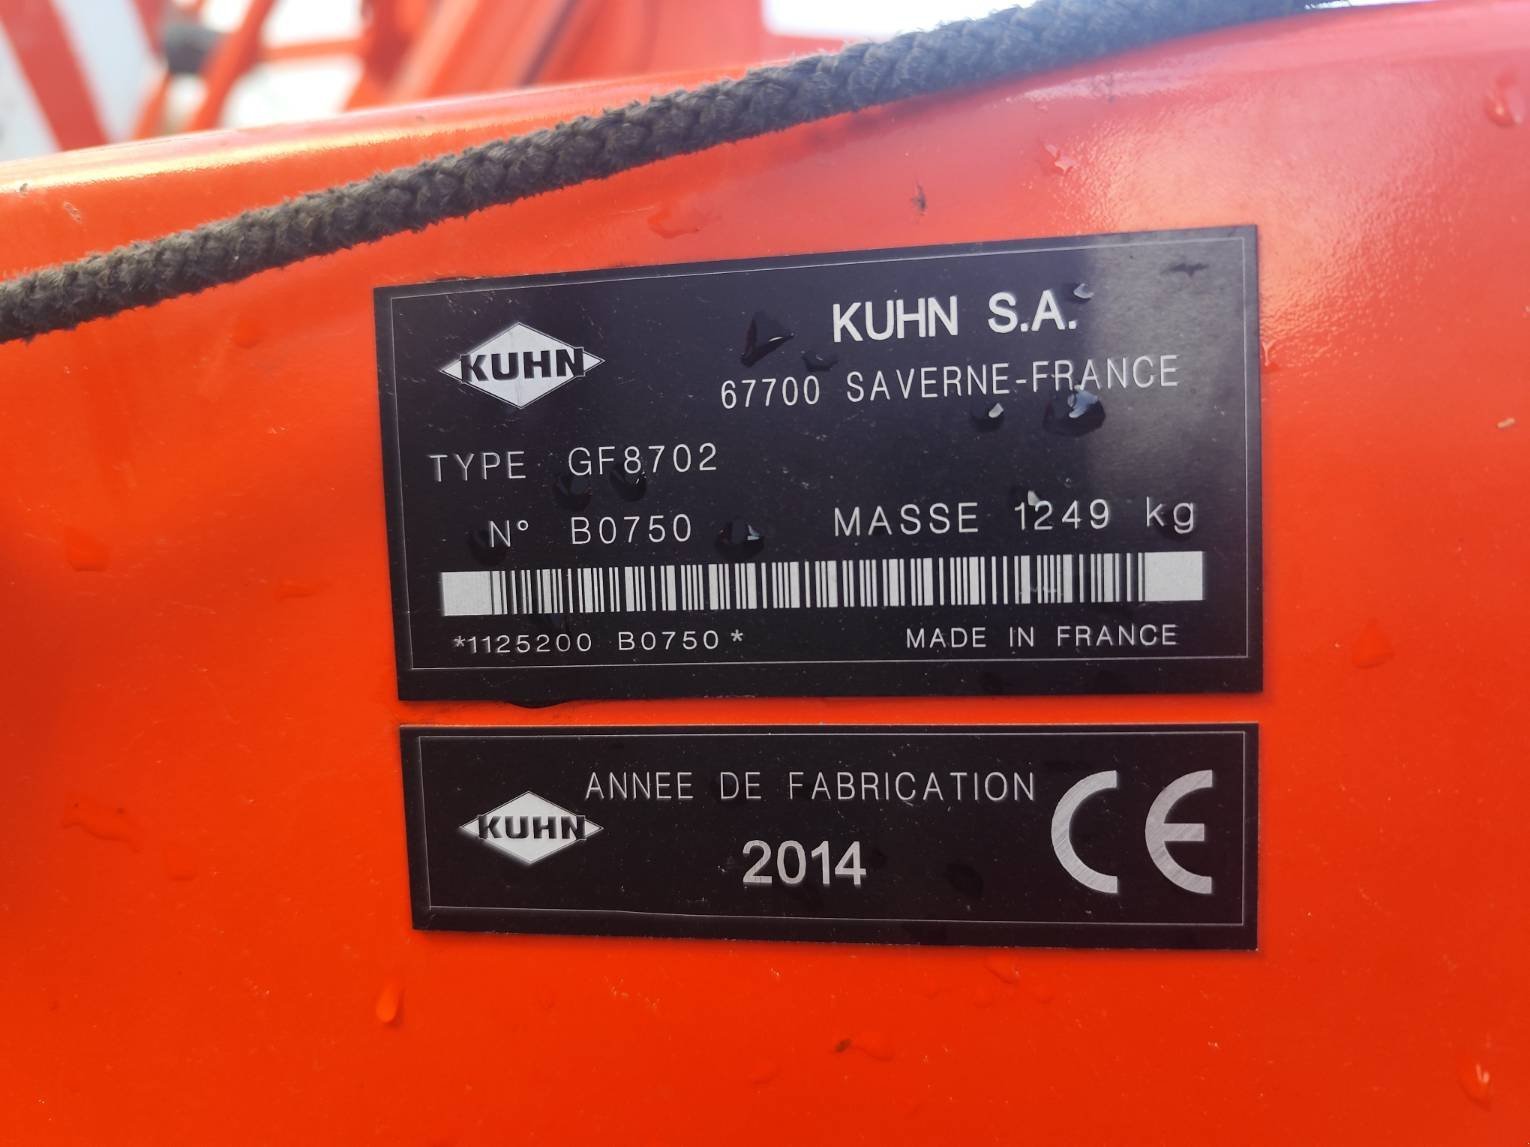 KUHN
KUHN S.A.
67700 SAVERNE-FRANCE
TYPE GF8702
N° B0750 MASSE 1249 kg
*1125200 B0750* MADE IN FRANCE
KUHN
ANNEE DE FABRICATION
2014
CE